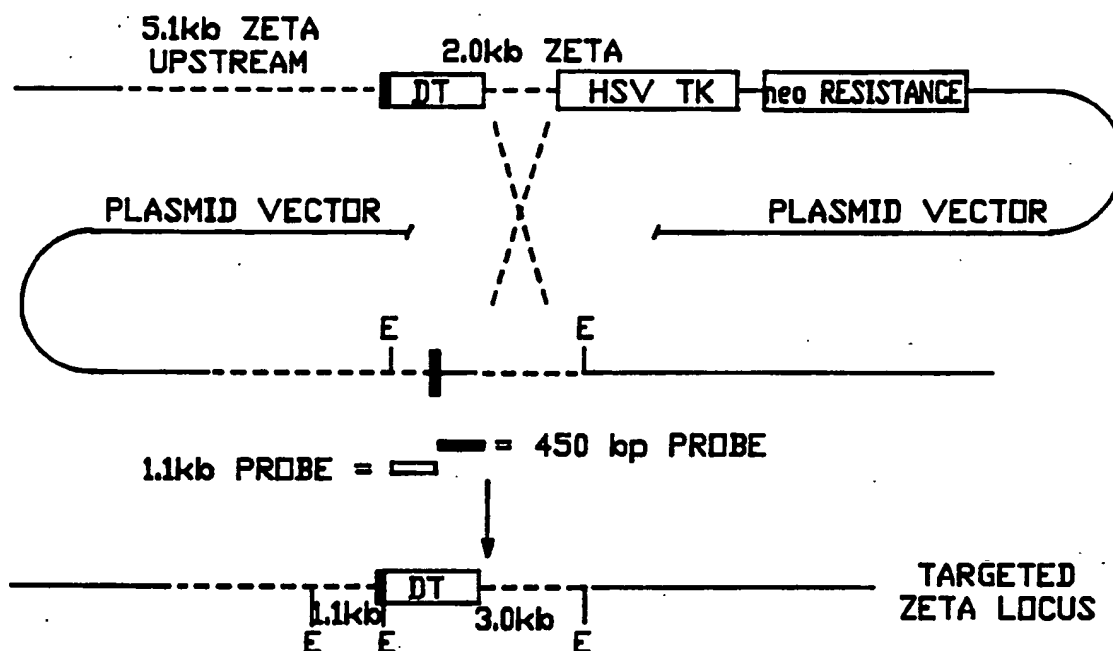 5.1kb ZETA
UPSTREAM
2.0kb ZETA
DT
HSV TK
neo RESISTANCE
PLASMID VECTOR
PLASMID VECTOR
E
E
= 450 bp PROBE
1.1kb PROBE =
DT
TARGETED
ZETA LOCUS
1.1kb
3.0kb
E
E
E